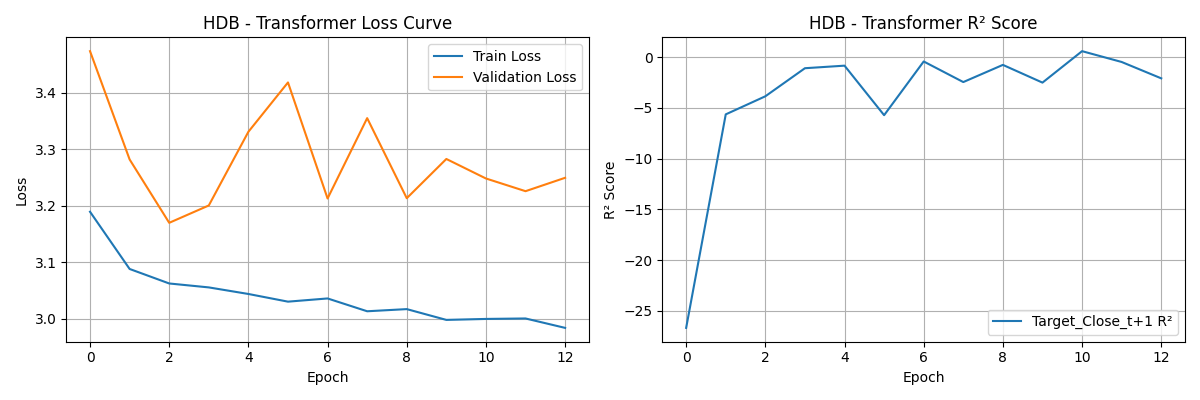 HDB - Transformer Loss Curve
Train Loss
Validation Loss
3.4
3.3
3.2
3.1
3.0
Loss
0 2 4 6 8 10 12
Epoch
HDB - Transformer R² Score
0
−5
−10
−15
−20
−25
R² Score
Target_Close_t+1 R²
0 2 4 6 8 10 12
Epoch